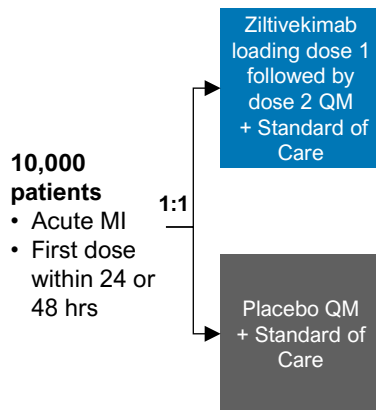 Ziltivekimab
loading dose 1
followed by
dose 2 QM
+ Standard of
Care
10,000
patients
• Acute MI
• First dose
within 24 or
48 hrs
1:1
Placebo QM
+ Standard of
Care